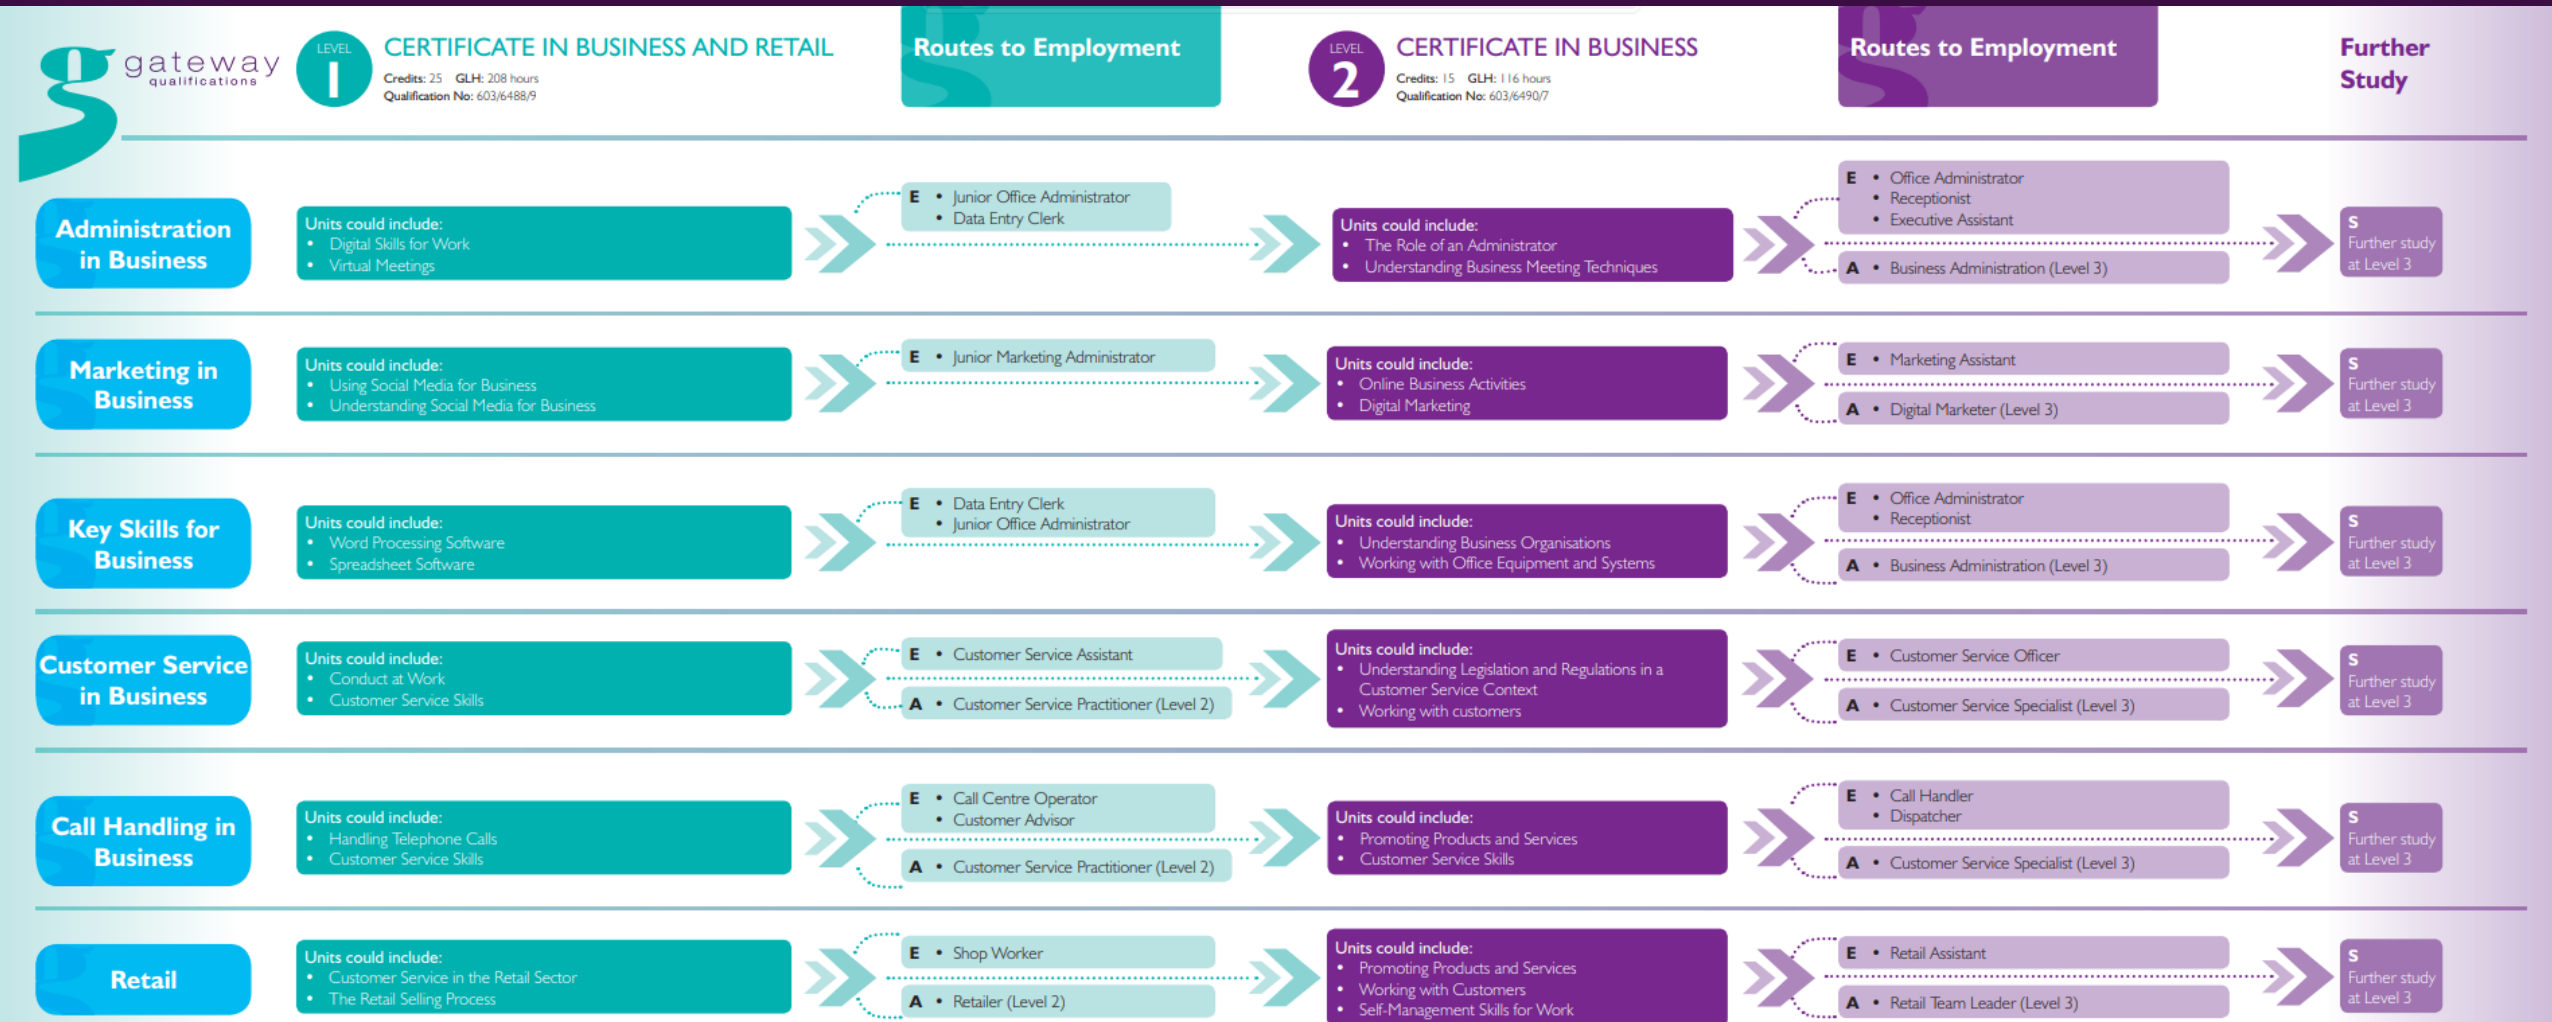 gateway
qualifications
LEVEL
1
CERTIFICATE IN BUSINESS AND RETAIL
Credits: 25 GLH: 208 hours
Qualification No: 603/6488/9
Routes to Employment
LEVEL
2
CERTIFICATE IN BUSINESS
Credits: 15 GLH: 116 hours
Qualification No: 603/6490/7
Routes to Employment
Further
Study
Administration
in Business
Units could include:
• Digital Skills for Work
• Virtual Meetings
E • Junior Office Administrator
• Data Entry Clerk
Units could include:
• The Role of an Administrator
• Understanding Business Meeting Techniques
E • Office Administrator
• Receptionist
• Executive Assistant
A • Business Administration (Level 3)
S
Further study
at Level 3
Marketing in
Business
Units could include:
• Using Social Media for Business
• Understanding Social Media for Business
E • Junior Marketing Administrator
Units could include:
• Online Business Activities
• Digital Marketing
E • Marketing Assistant
A • Digital Marketer (Level 3)
S
Further study
at Level 3
Key Skills for
Business
Units could include:
• Word Processing Software
• Spreadsheet Software
E • Data Entry Clerk
• Junior Office Administrator
Units could include:
• Understanding Business Organisations
• Working with Office Equipment and Systems
E • Office Administrator
• Receptionist
A • Business Administration (Level 3)
S
Further study
at Level 3
Customer Service
in Business
Units could include:
• Conduct at Work
• Customer Service Skills
E • Customer Service Assistant
A • Customer Service Practitioner (Level 2)
Units could include:
• Understanding Legislation and Regulations in a
Customer Service Context
• Working with customers
E • Customer Service Officer
A • Customer Service Specialist (Level 3)
S
Further study
at Level 3
Call Handling in
Business
Units could include:
• Handling Telephone Calls
• Customer Service Skills
E • Call Centre Operator
• Customer Advisor
A • Customer Service Practitioner (Level 2)
Units could include:
• Promoting Products and Services
• Customer Service Skills
E • Call Handler
• Dispatcher
A • Customer Service Specialist (Level 3)
S
Further study
at Level 3
Retail
Units could include:
• Customer Service in the Retail Sector
• The Retail Selling Process
E • Shop Worker
A • Retailer (Level 2)
Units could include:
• Promoting Products and Services
• Working with Customers
• Self-Management Skills for Work
E • Retail Assistant
A • Retail Team Leader (Level 3)
S
Further study
at Level 3